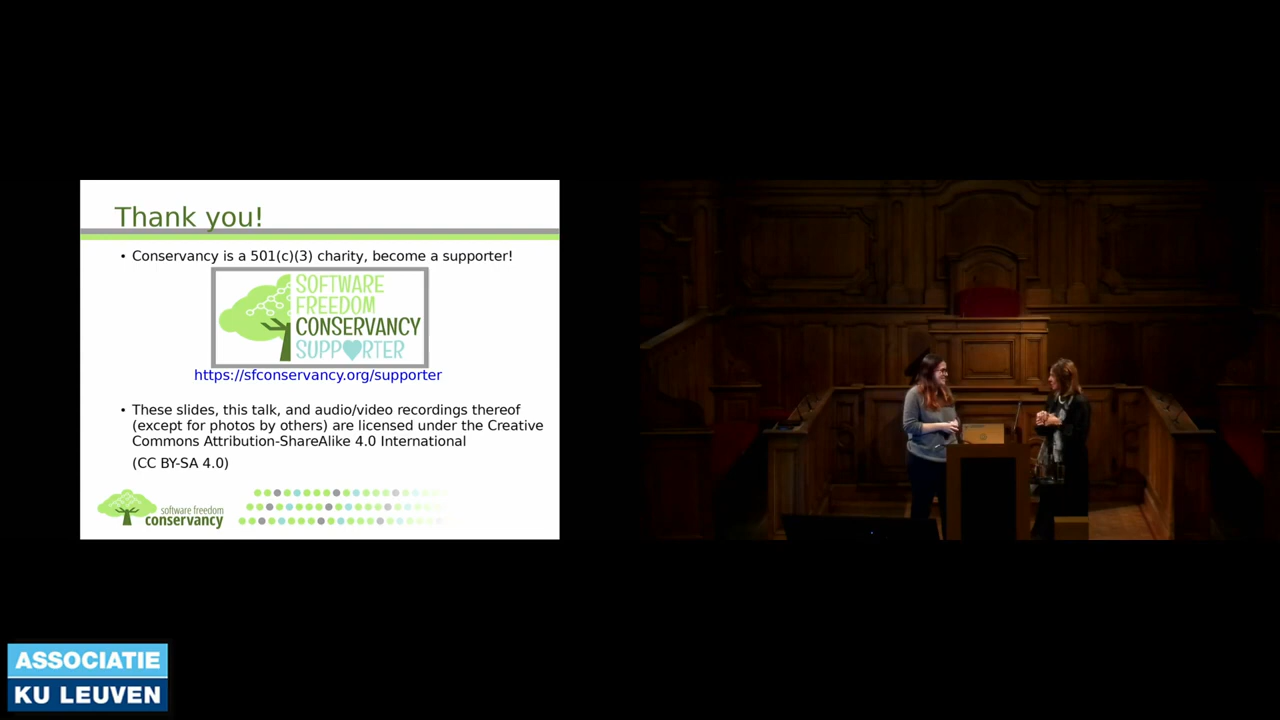 Thank you!
• Conservancy is a 501(c)(3) charity, become a supporter!
SOFTWARE
FREEDOM
CONSERVANCY
SUPP♥RTER
https://sfconservancy.org/supporter
• These slides, this talk, and audio/video recordings thereof
(except for photos by others) are licensed under the Creative
Commons Attribution-ShareAlike 4.0 International
(CC BY-SA 4.0)
software freedom
conservancy
ASSOCIATIE
KU LEUVEN